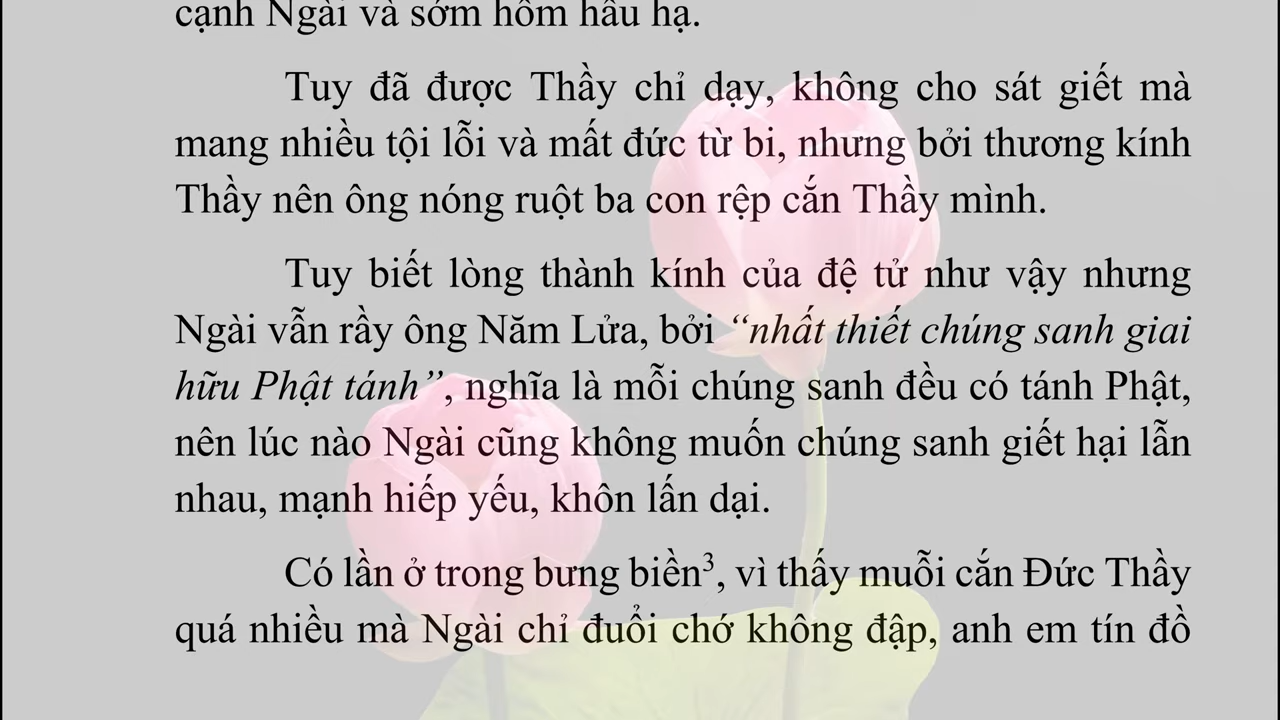 cạnh Ngài và sớm hôm hầu hạ.
Tuy đã được Thầy chỉ dạy, không cho sát giết mà
mang nhiều tội lỗi và mất đức từ bi, nhưng bởi thương kính
Thầy nên ông nóng ruột ba con rệp cắn Thầy mình.
Tuy biết lòng thành kính của đệ tử như vậy nhưng
Ngài vẫn rầy ông Năm Lửa, bởi “nhất thiết chúng sanh giai
hữu Phật tánh”, nghĩa là mỗi chúng sanh đều có tánh Phật,
nên lúc nào Ngài cũng không muốn chúng sanh giết hại lẫn
nhau, mạnh hiếp yếu, khôn lấn dại.
Có lần ở trong bưng biền³, vì thấy muỗi cắn Đức Thầy
quá nhiều mà Ngài chỉ đuổi chớ không đập, anh em tín đồ